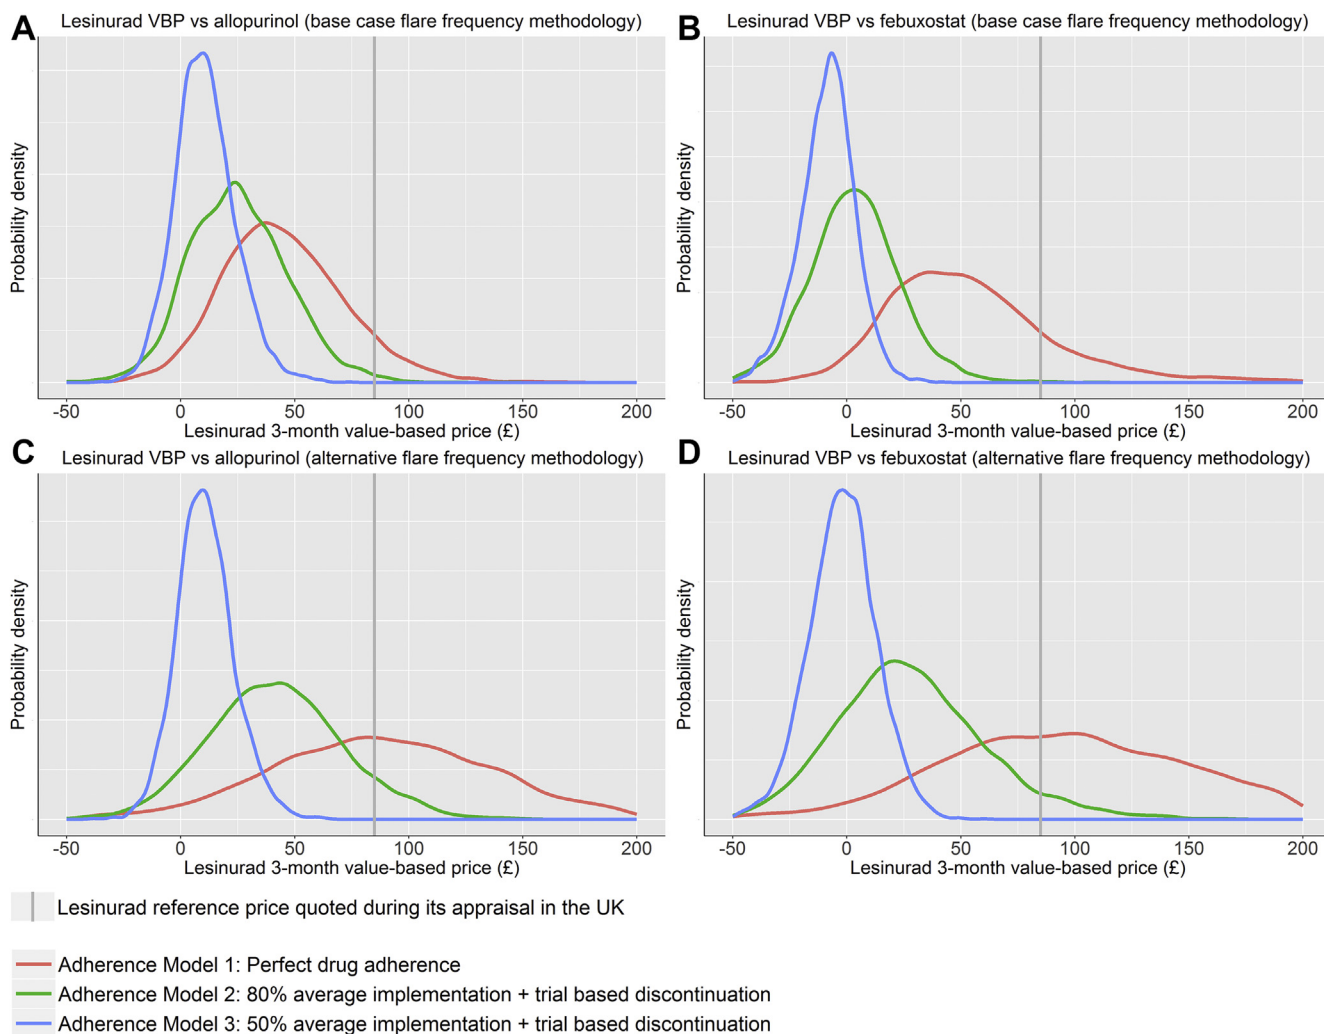 A
Lesinurad VBP vs allopurinol (base case flare frequency methodology)
Probability density
-50 0 50 100 150 200
Lesinurad 3-month value-based price (£)
B
Lesinurad VBP vs febuxostat (base case flare frequency methodology)
Probability density
-50 0 50 100 150 200
Lesinurad 3-month value-based price (£)
C
Lesinurad VBP vs allopurinol (alternative flare frequency methodology)
Probability density
-50 0 50 100 150 200
Lesinurad 3-month value-based price (£)
D
Lesinurad VBP vs febuxostat (alternative flare frequency methodology)
Probability density
-50 0 50 100 150 200
Lesinurad 3-month value-based price (£)
Lesinurad reference price quoted during its appraisal in the UK
Adherence Model 1: Perfect drug adherence
Adherence Model 2: 80% average implementation + trial based discontinuation
Adherence Model 3: 50% average implementation + trial based discontinuation